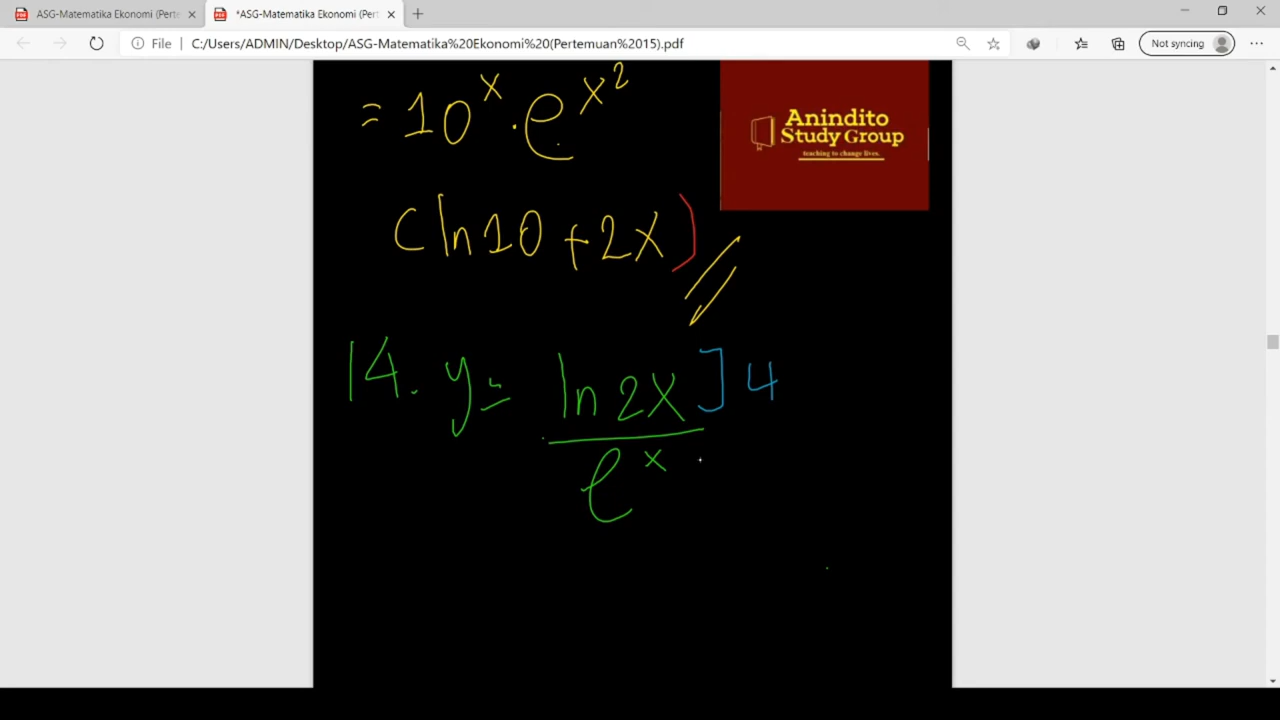 ASG-Matematika Ekonomi (Perte
*ASG-Matematika Ekonomi (Pert
File
C:/Users/ADMIN/Desktop/ASG-Matematika%20Ekonomi%20(Pertemuan%2015).pdf
Not syncing
= 10^x · e^x^2
Anindito
Study Group
teaching to change lives.
(ln 10 + 2x)
14. y = ln 2x ] 4
e^x